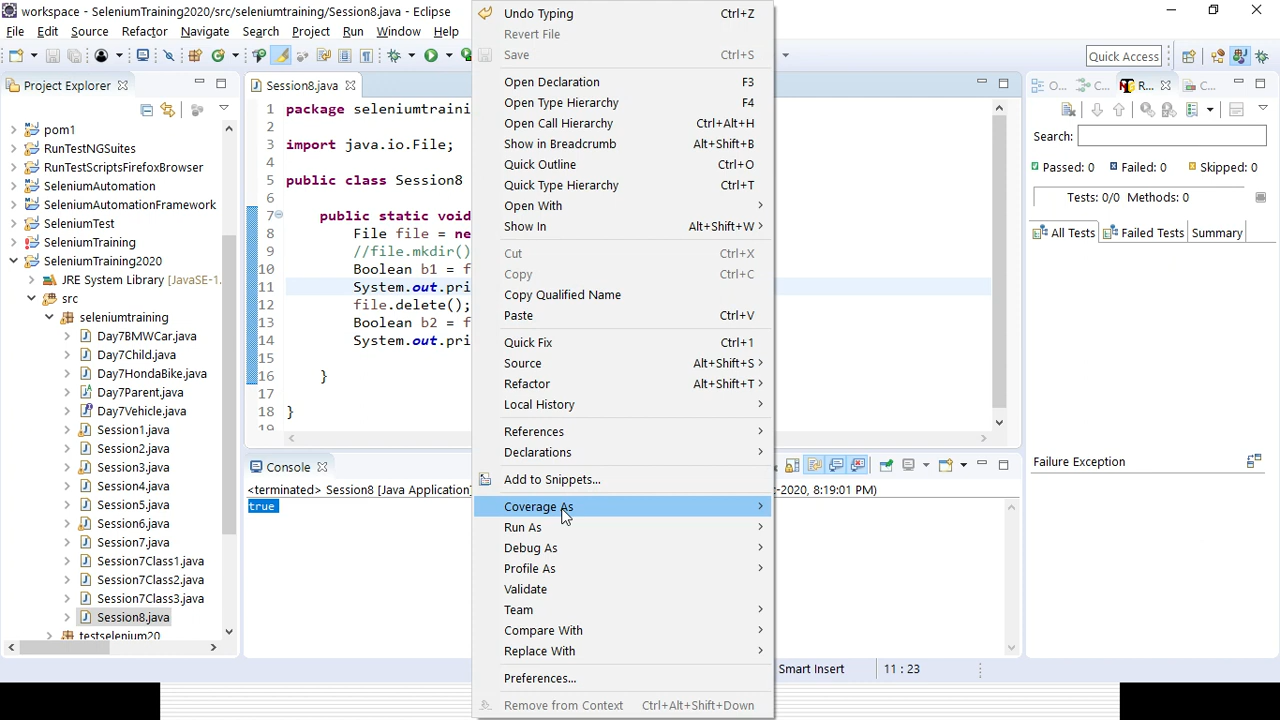 workspace - SeleniumTraining2020/src/seleniumtraining/Session8.java - Eclipse
File Edit Source Refactor Navigate Search Project Run Window Help
Quick Access
Project Explorer
pom1
RunTestNGSuites
RunTestScriptsFirefoxBrowser
SeleniumAutomation
SeleniumAutomationFramework
SeleniumTest
SeleniumTraining
SeleniumTraining2020
JRE System Library [JavaSE-1.
src
seleniumtraining
Day7BMWCar.java
Day7Child.java
Day7HondaBike.java
Day7Parent.java
Day7Vehicle.java
Session1.java
Session2.java
Session3.java
Session4.java
Session5.java
Session6.java
Session7.java
Session7Class1.java
Session7Class2.java
Session7Class3.java
Session8.java
testselenium20
Session8.java
1 package seleniumtraini
2
3 import java.io.File;
4
5 public class Session8
6
7 public static void
8 File file = ne
9 //file.mkdir()
10 Boolean b1 = f
11 System.out.pri
12 file.delete();
13 Boolean b2 = f
14 System.out.pri
15
16 }
17
18 }
19
Console
<terminated> Session8 [Java Application]
-2020, 8:19:01 PM)
true
Undo Typing Ctrl+Z
Revert File
Save Ctrl+S
Open Declaration F3
Open Type Hierarchy F4
Open Call Hierarchy Ctrl+Alt+H
Show in Breadcrumb Alt+Shift+B
Quick Outline Ctrl+O
Quick Type Hierarchy Ctrl+T
Open With
Show In Alt+Shift+W
Cut Ctrl+X
Copy Ctrl+C
Copy Qualified Name
Paste Ctrl+V
Quick Fix Ctrl+1
Source Alt+Shift+S
Refactor Alt+Shift+T
Local History
References
Declarations
Add to Snippets...
Coverage As
Run As
Debug As
Profile As
Validate
Team
Compare With
Replace With
Preferences...
Remove from Context Ctrl+Alt+Shift+Down
O... C... R... C...
Search:
Passed: 0 Failed: 0 Skipped: 0
Tests: 0/0 Methods: 0
All Tests Failed Tests Summary
Failure Exception
Smart Insert 11 : 23